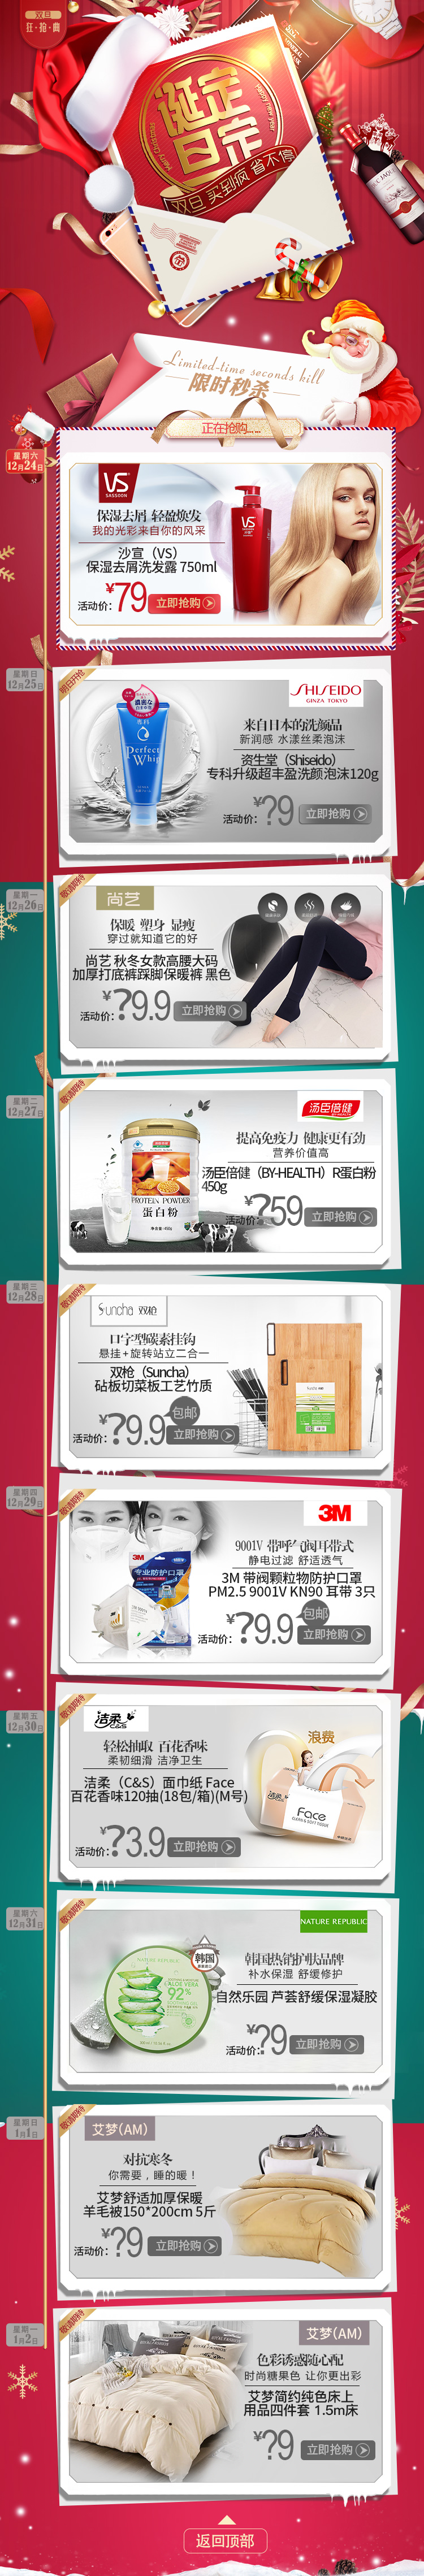 双旦
狂·抢·购
诞定
旦定
Merry Christmas
Happy new year
双旦 买到疯 省不停
Limited-time seconds kill
限时秒杀
正在抢购......
星期六
12月24日
VS
SASSOON
保湿去屑 轻盈焕发
我的光彩来自你的风采
沙宣（VS）
保湿去屑洗发露 750ml
活动价: ¥79 立即抢购
星期日
12月25日
明日开抢
SHISEIDO
GINZA TOKYO
Perfect
Whip
来自日本的洗颜品
新润感 水漾丝柔泡沫
资生堂（Shiseido）
专科升级超丰盈洗颜泡沫120g
活动价: ¥?9 立即抢购
星期一
12月26日
敬请期待
尚艺
保暖 塑身 显瘦
穿过就知道它的好
尚艺 秋冬女款高腰大码
加厚打底裤踩脚保暖裤 黑色
活动价: ¥?9.9 立即抢购
星期二
12月27日
敬请期待
汤臣倍健
提高免疫力 健康更有劲
营养价值高
PROTEIN POWDER
蛋白粉
汤臣倍健（BY-HEALTH）R蛋白粉
450g
活动价: ¥?59 立即抢购
星期三
12月28日
敬请期待
Suncha 双枪
口字型碳素挂钩
悬挂+旋转站立二合一
双枪（Suncha）
砧板切菜板工艺竹质
包邮
活动价: ¥?9.9 立即抢购
星期四
12月29日
敬请期待
3M
9001V 带呼气阀耳带式
静电过滤 舒适透气
3M
专业防护口罩
3M 带阀颗粒物防护口罩
PM2.5 9001V KN90 耳带 3只
包邮
活动价: ¥?9.9 立即抢购
星期五
12月30日
敬请期待
洁柔
C&S
浪费
轻松抽取 百花香味
柔韧细滑 洁净卫生
洁柔（C&S）面巾纸 Face
百花香味120抽(18包/箱)(M号)
洁柔
Face
活动价: ¥?3.9 立即抢购
星期六
12月31日
敬请期待
NATURE REPUBLIC
韩国
NATURE REPUBLIC
ALOE VERA
92%
韩国热销护肤品牌
补水保湿 舒缓修护
自然乐园 芦荟舒缓保湿凝胶
活动价: ¥?9 立即抢购
星期日
1月1日
敬请期待
艾梦(AM)
对抗寒冬
你需要，睡的暖！
艾梦舒适加厚保暖
羊毛被150*200cm 5斤
活动价: ¥?9 立即抢购
星期一
1月2日
敬请期待
艾梦(AM)
色彩诱惑随心配
时尚糖果色 让你更出彩
艾梦简约纯色床上
用品四件套 1.5m床
¥?9 立即抢购
返回顶部